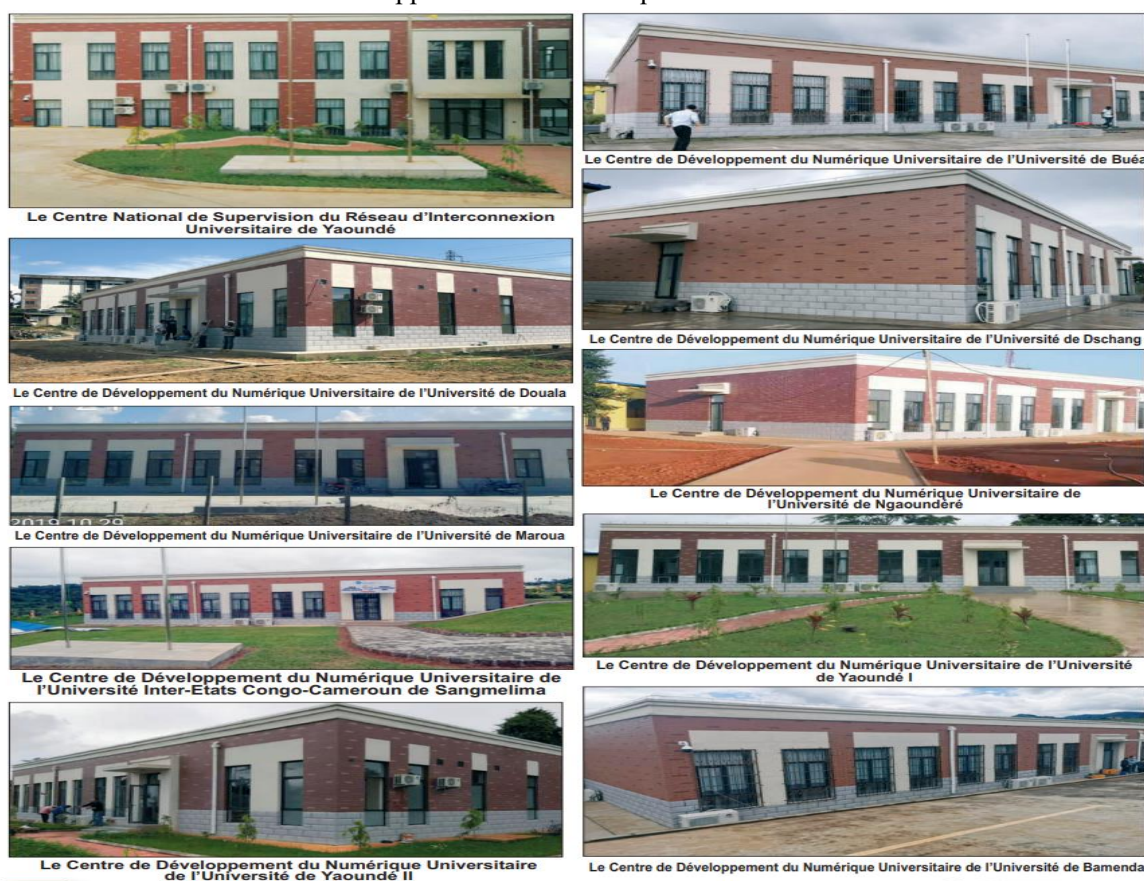 Le Centre National de Supervision du Réseau d'Interconnexion
Universitaire de Yaoundé
Le Centre de Développement du Numérique Universitaire de l'Université de Douala
2019 10 29
Le Centre de Développement du Numérique Universitaire de l'Université de Maroua
Le Centre de Développement du Numérique Universitaire de
l'Université Inter-Etats Congo-Cameroun de Sangmelima
Le Centre de Développement du Numérique Universitaire
de l'Université de Yaoundé II
Le Centre de Développement du Numérique Universitaire de l'Université de Buéa
Le Centre de Développement du Numérique Universitaire de l'Université de Dschang
Le Centre de Développement du Numérique Universitaire de
l'Université de Ngaoundéré
Le Centre de Développement du Numérique Universitaire de l'Université
de Yaoundé I
Le Centre de Développement du Numérique Universitaire de l'Université de Bamenda